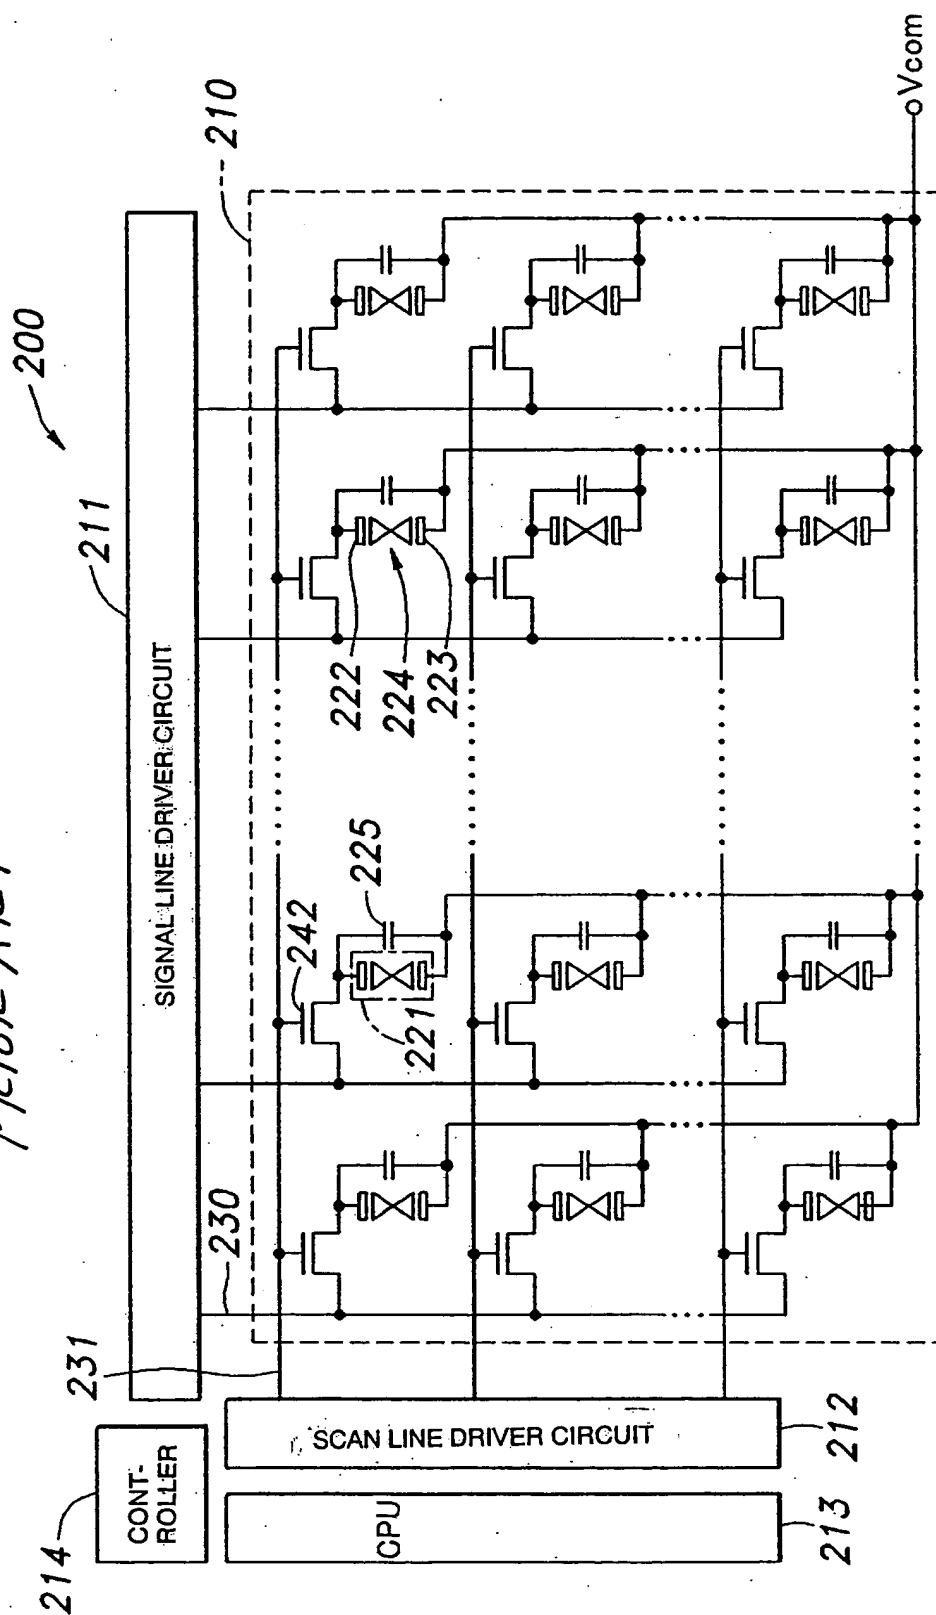 200
214
CONT-
ROLLER
211
SIGNAL LINE DRIVER CIRCUIT
231
230
210
SCAN LINE DRIVER CIRCUIT
212
CPU
213
242
225
221
222
224
223
Vcom